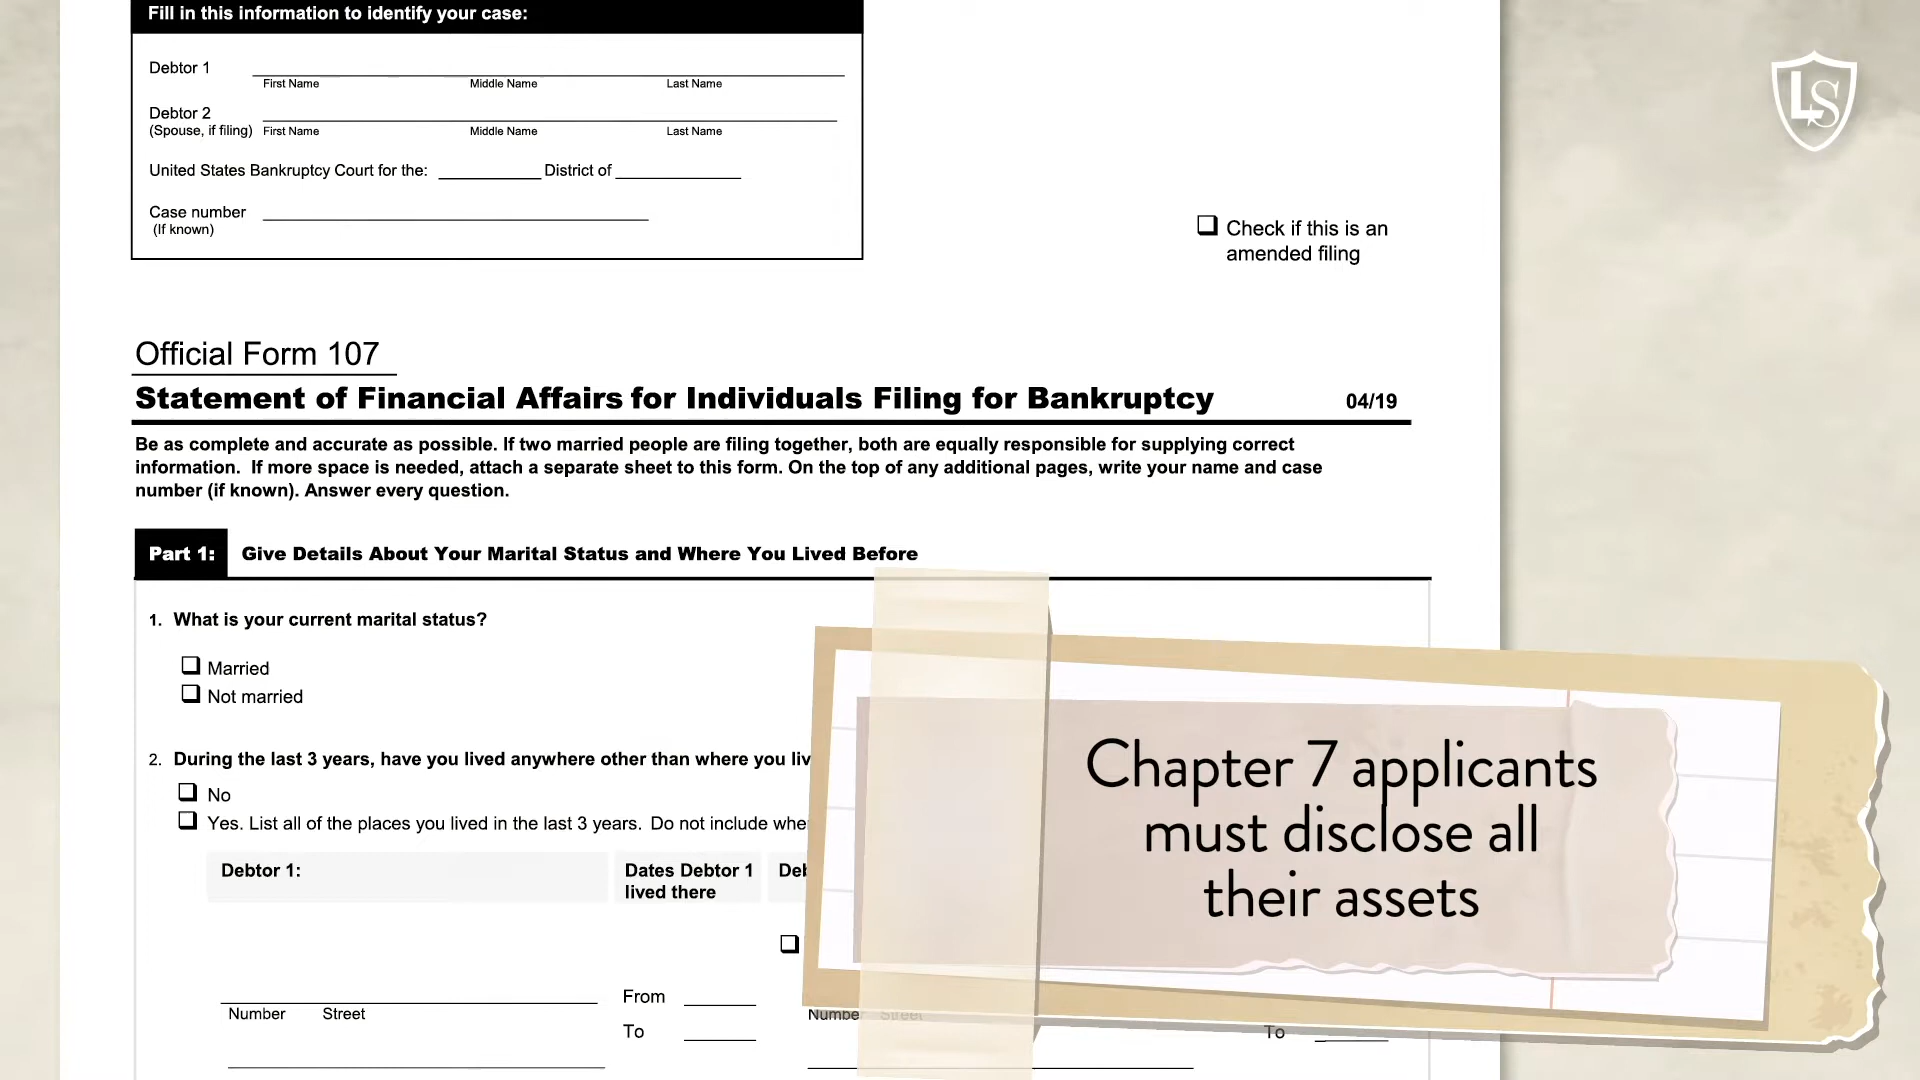 Fill in this information to identify your case:
Debtor 1
First Name Middle Name Last Name
Debtor 2
(Spouse, if filing) First Name Middle Name Last Name
United States Bankruptcy Court for the: District of
Case number
(If known)
LS
Check if this is an
amended filing
Official Form 107
Statement of Financial Affairs for Individuals Filing for Bankruptcy 04/19
Be as complete and accurate as possible. If two married people are filing together, both are equally responsible for supplying correct
information. If more space is needed, attach a separate sheet to this form. On the top of any additional pages, write your name and case
number (if known). Answer every question.
Part 1: Give Details About Your Marital Status and Where You Lived Before
1. What is your current marital status?
Married
Not married
2. During the last 3 years, have you lived anywhere other than where you liv
No
Yes. List all of the places you lived in the last 3 years. Do not include
Debtor 1: Dates Debtor 1
lived there
From
Number Street Street
To To
Chapter 7 applicants
must disclose all
their assets